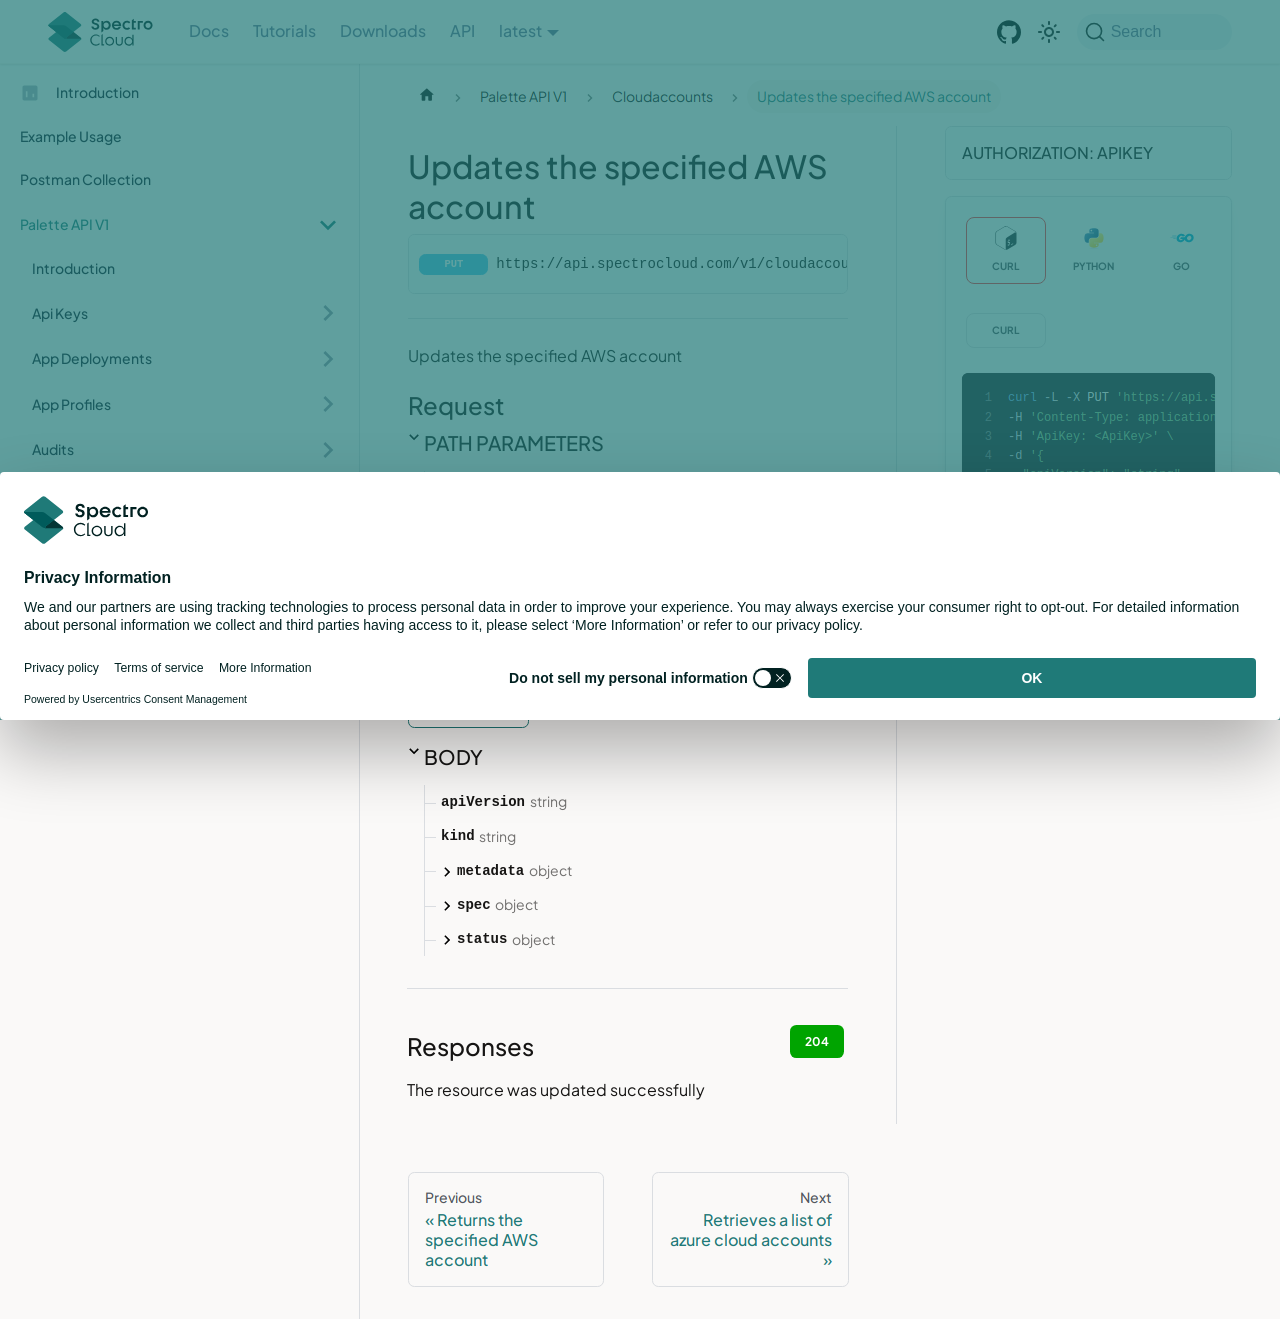 Spectro Cloud
Docs Tutorials Downloads API latest Search
Introduction
Example Usage
Postman Collection
Palette API V1
Introduction
Api Keys
App Deployments
App Profiles
Audits
Palette API V1 Cloudaccounts Updates the specified AWS account
Updates the specified AWS
account
PUT https://api.spectrocloud.com/v1/cloudaccou
Updates the specified AWS account
Request
PATH PARAMETERS
AUTHORIZATION: APIKEY
CURL PYTHON GO
CURL
1 curl -L -X PUT 'https://api.s
2 -H 'Content-Type: application
3 -H 'ApiKey: <ApiKey>' \
4 -d '{
Spectro
Cloud
Privacy Information
We and our partners are using tracking technologies to process personal data in order to improve your experience. You may always exercise your consumer right to opt-out. For detailed information
about personal information we collect and third parties having access to it, please select ‘More Information’ or refer to our privacy policy.
Privacy policy Terms of service More Information
Do not sell my personal information
OK
Powered by Usercentrics Consent Management
BODY
apiVersion string
kind string
metadata object
spec object
status object
Responses
204
The resource was updated successfully
Previous
« Returns the
specified AWS
account
Next
Retrieves a list of
azure cloud accounts
»